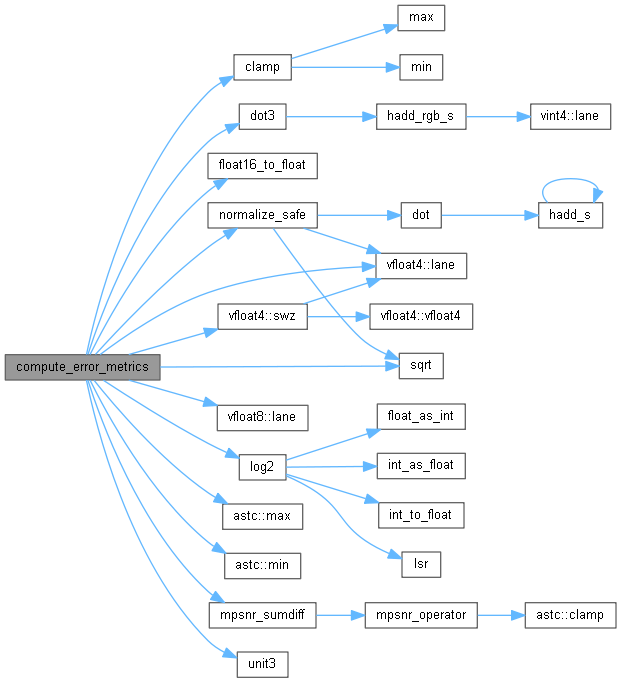 max
clamp
min
dot3
hadd_rgb_s
vint4::lane
float16_to_float
normalize_safe
dot
hadd_s
vfloat4::lane
vfloat4::swz
vfloat4::vfloat4
compute_error_metrics
sqrt
vfloat8::lane
float_as_int
log2
int_as_float
int_to_float
astc::max
lsr
astc::min
mpsnr_sumdiff
mpsnr_operator
astc::clamp
unit3